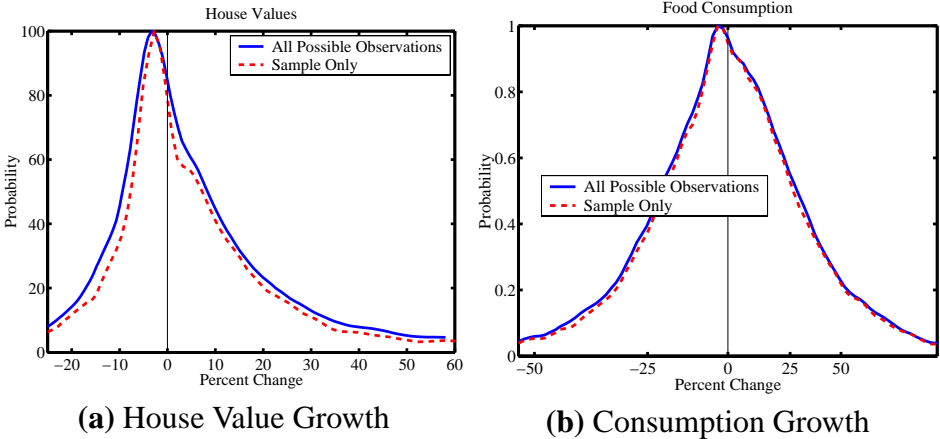 House Values
100
80
60
40
20
0
Probability
All Possible Observations
Sample Only
−20 −10 0 10 20 30 40 50 60
Percent Change
(a) House Value Growth
Food Consumption
1
0.8
0.6
0.4
0.2
0
Probability
All Possible Observations
Sample Only
−50 −25 0 25 50
Percent Change
(b) Consumption Growth